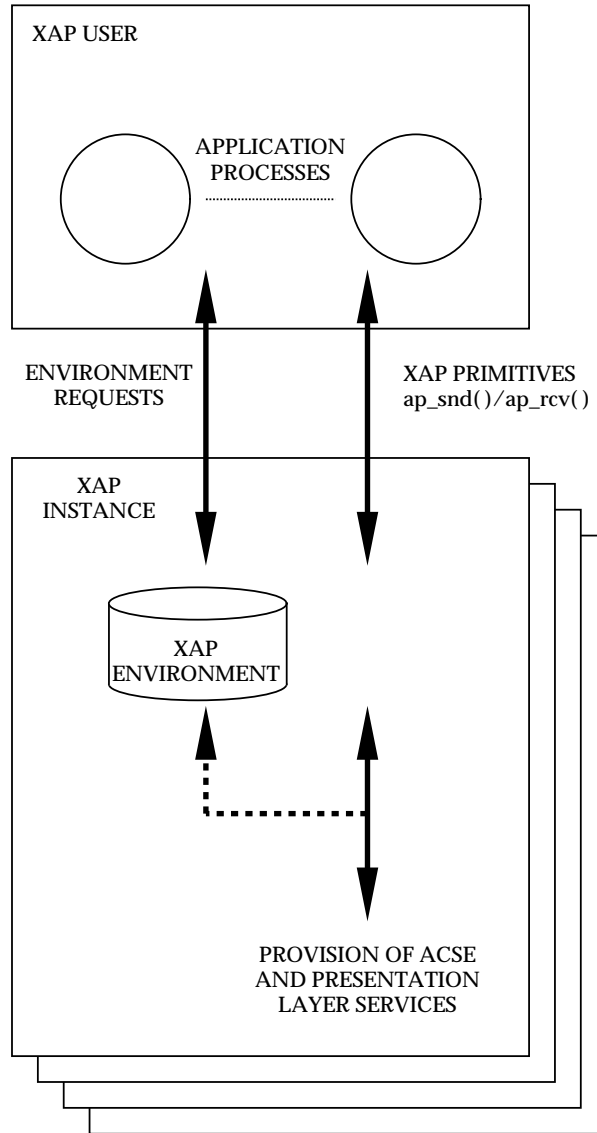 XAP USER
APPLICATION
PROCESSES
ENVIRONMENT
REQUESTS
XAP PRIMITIVES
ap_snd()/ap_rcv()
XAP
INSTANCE
XAP
ENVIRONMENT
PROVISION OF ACSE
AND PRESENTATION
LAYER SERVICES